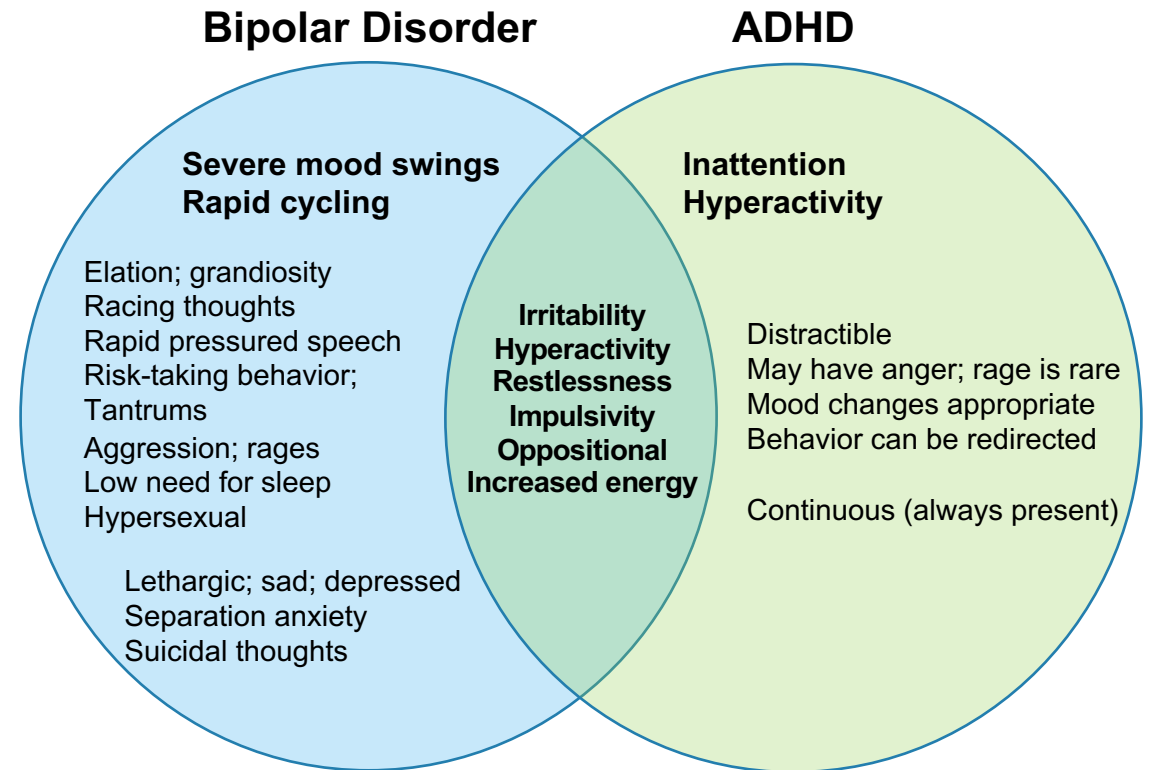 Bipolar Disorder
ADHD
Severe mood swings
Rapid cycling
Elation; grandiosity
Racing thoughts
Rapid pressured speech
Risk-taking behavior;
Tantrums
Aggression; rages
Low need for sleep
Hypersexual
Lethargic; sad; depressed
Separation anxiety
Suicidal thoughts
Irritability
Hyperactivity
Restlessness
Impulsivity
Oppositional
Increased energy
Inattention
Hyperactivity
Distractible
May have anger; rage is rare
Mood changes appropriate
Behavior can be redirected
Continuous (always present)